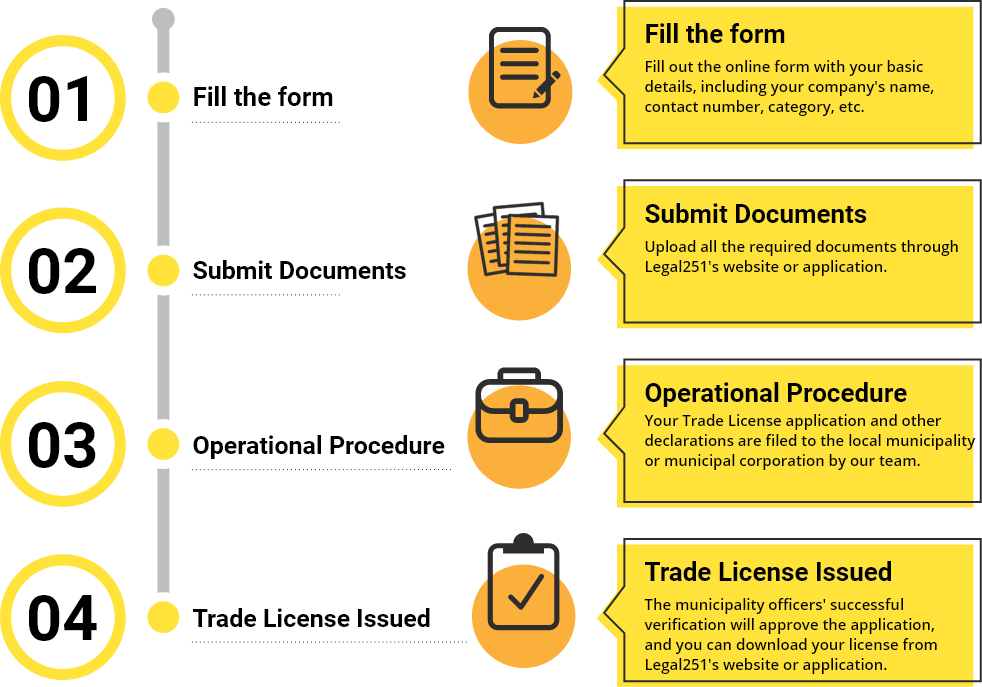 01
Fill the form
Fill the form
Fill out the online form with your basic
details, including your company's name,
contact number, category, etc.
02
Submit Documents
Submit Documents
Upload all the required documents through
Legal251's website or application.
03
Operational Procedure
Operational Procedure
Your Trade License application and other
declarations are filed to the local municipality
or municipal corporation by our team.
04
Trade License Issued
Trade License Issued
The municipality officers' successful
verification will approve the application,
and you can download your license from
Legal251's website or application.